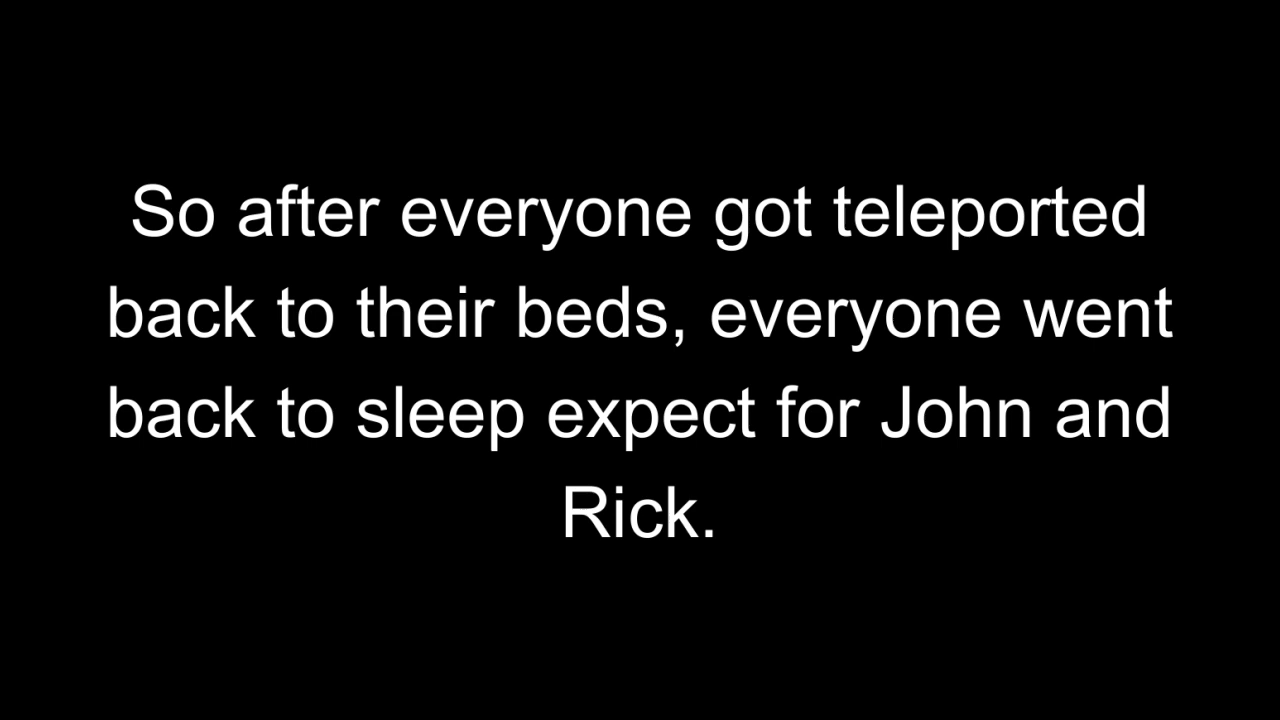 So after everyone got teleported
back to their beds, everyone went
back to sleep expect for John and
Rick.